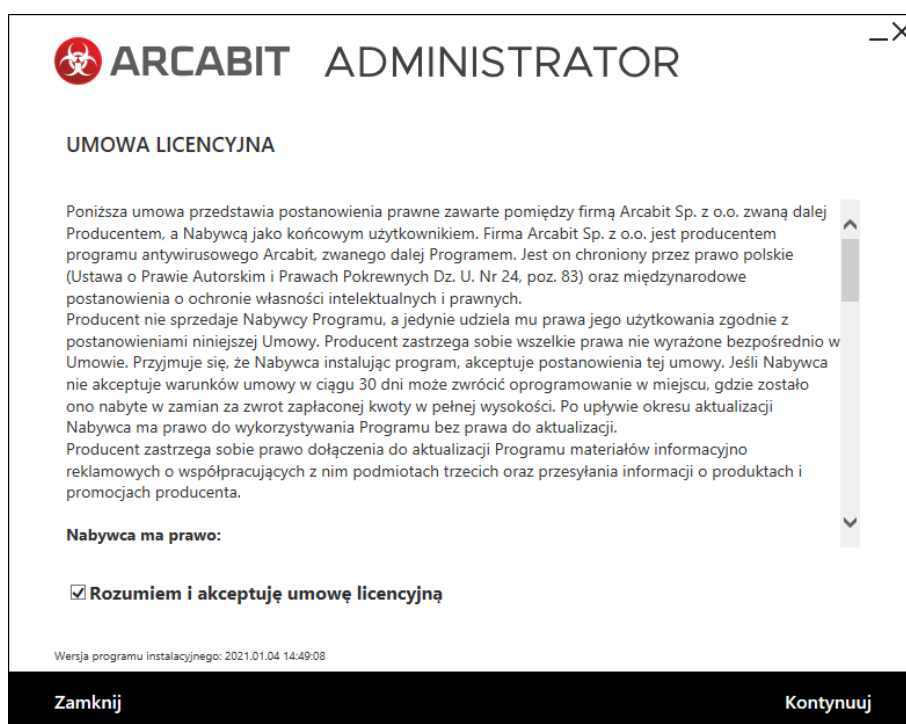 ARCABIT ADMINISTRATOR
UMOWA LICENCYJNA
Poniższa umowa przedstawia postanowienia prawne zawarte pomiędzy firmą Arcabit Sp. z o.o. zwaną dalej
Producentem, a Nabywcą jako końcowym użytkownikiem. Firma Arcabit Sp. z o.o. jest producentem
programu antywirusowego Arcabit, zwanego dalej Programem. Jest on chroniony przez prawo polskie
(Ustawa o Prawie Autorskim i Prawach Pokrewnych Dz. U. Nr 24, poz. 83) oraz międzynarodowe
postanowienia o ochronie własności intelektualnych i prawnych.
Producent nie sprzedaje Nabywcy Programu, a jedynie udziela mu prawa jego użytkowania zgodnie z
postanowieniami niniejszej Umowy. Producent zastrzega sobie wszelkie prawa nie wyrażone bezpośrednio w
Umowie. Przyjmuje się, że Nabywca instalując program, akceptuje postanowienia tej umowy. Jeśli Nabywca
nie akceptuje warunków umowy w ciągu 30 dni może zwrócić oprogramowanie w miejscu, gdzie zostało
ono nabyte w zamian za zwrot zapłaconej kwoty w pełnej wysokości. Po upływie okresu aktualizacji
Nabywca ma prawo do wykorzystywania Programu bez prawa do aktualizacji.
Producent zastrzega sobie prawo dołączenia do aktualizacji Programu materiałów informacyjno
reklamowych o współpracujących z nim podmiotach trzecich oraz przesyłania informacji o produktach i
promocjach producenta.
Nabywca ma prawo:
Rozumiem i akceptuję umowę licencyjną
Wersja programu instalacyjnego: 2021.01.04 14:49:08
Zamknij
Kontynuuj